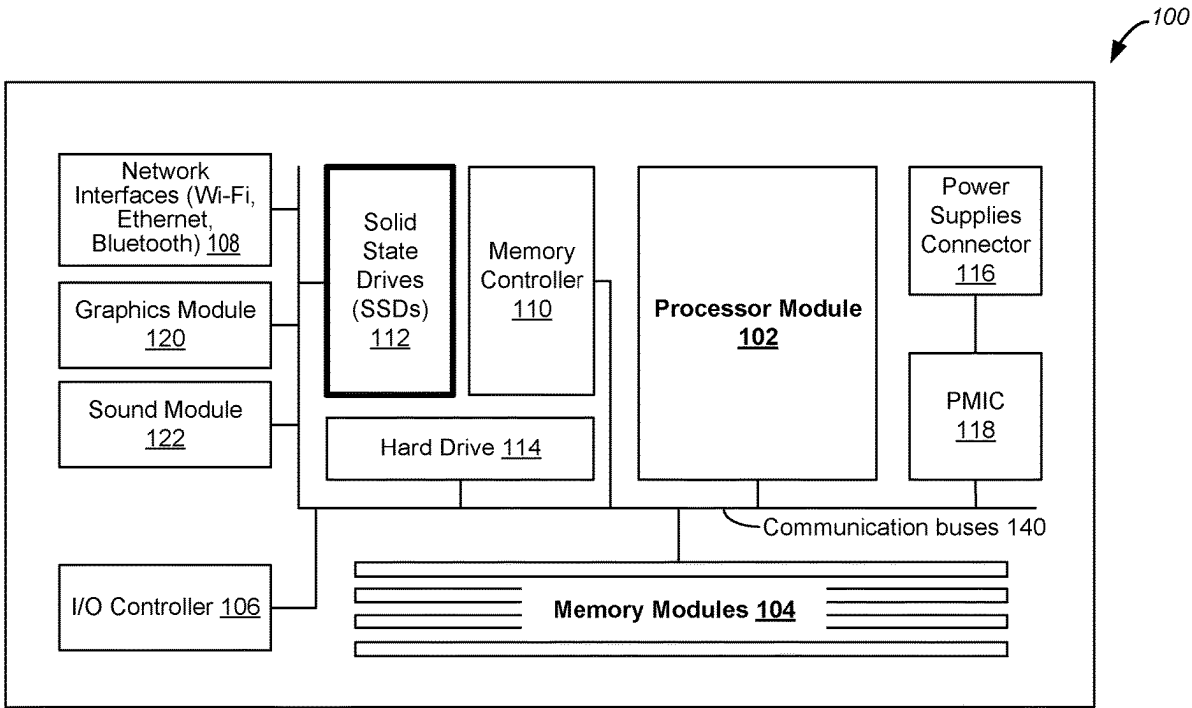 100
Network
Interfaces (Wi-Fi,
Ethernet,
Bluetooth) 108
Graphics Module
120
Sound Module
122
I/O Controller 106
Solid
State
Drives
(SSDs)
112
Memory
Controller
110
Hard Drive 114
Processor Module
102
Power
Supplies
Connector
116
PMIC
118
Communication buses 140
Memory Modules 104